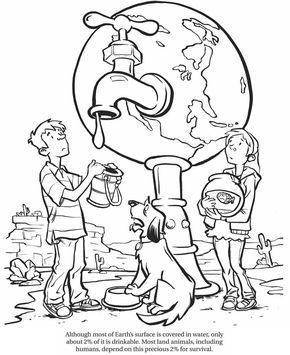 Although most of Earth's surface is covered in water, only
about 2% of it is drinkable. Most land animals, including
humans, depend on this precious 2% for survival.